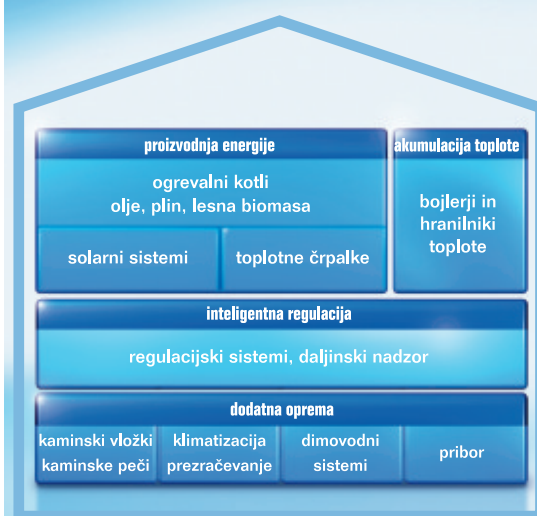 proizvodnja energije
ogrevalni kotli
olje, plin, lesna biomasa
solarni sistemi
toplotne črpalke
akumulacija toplote
bojlerji in
hranilniki
toplote
inteligentna regulacija
regulacijski sistemi, daljinski nadzor
dodatna oprema
kaminski vložki
kaminske peči
klimatizacija
prezračevanje
dimovodni
sistemi
pribor